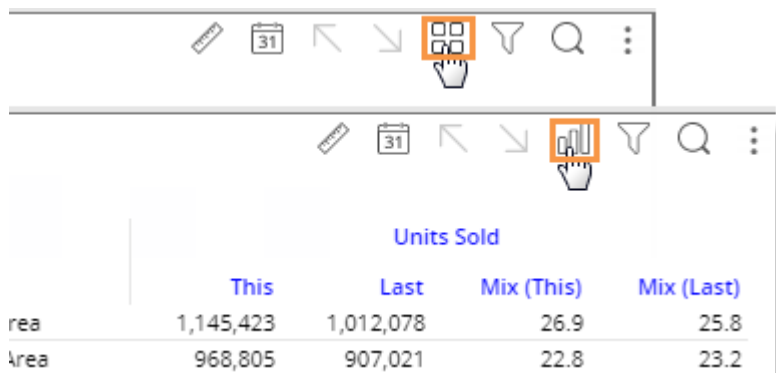 31
31
Units Sold
This Last Mix (This) Mix (Last)
rea 1,145,423 1,012,078 26.9 25.8
Area 968,805 907,021 22.8 23.2